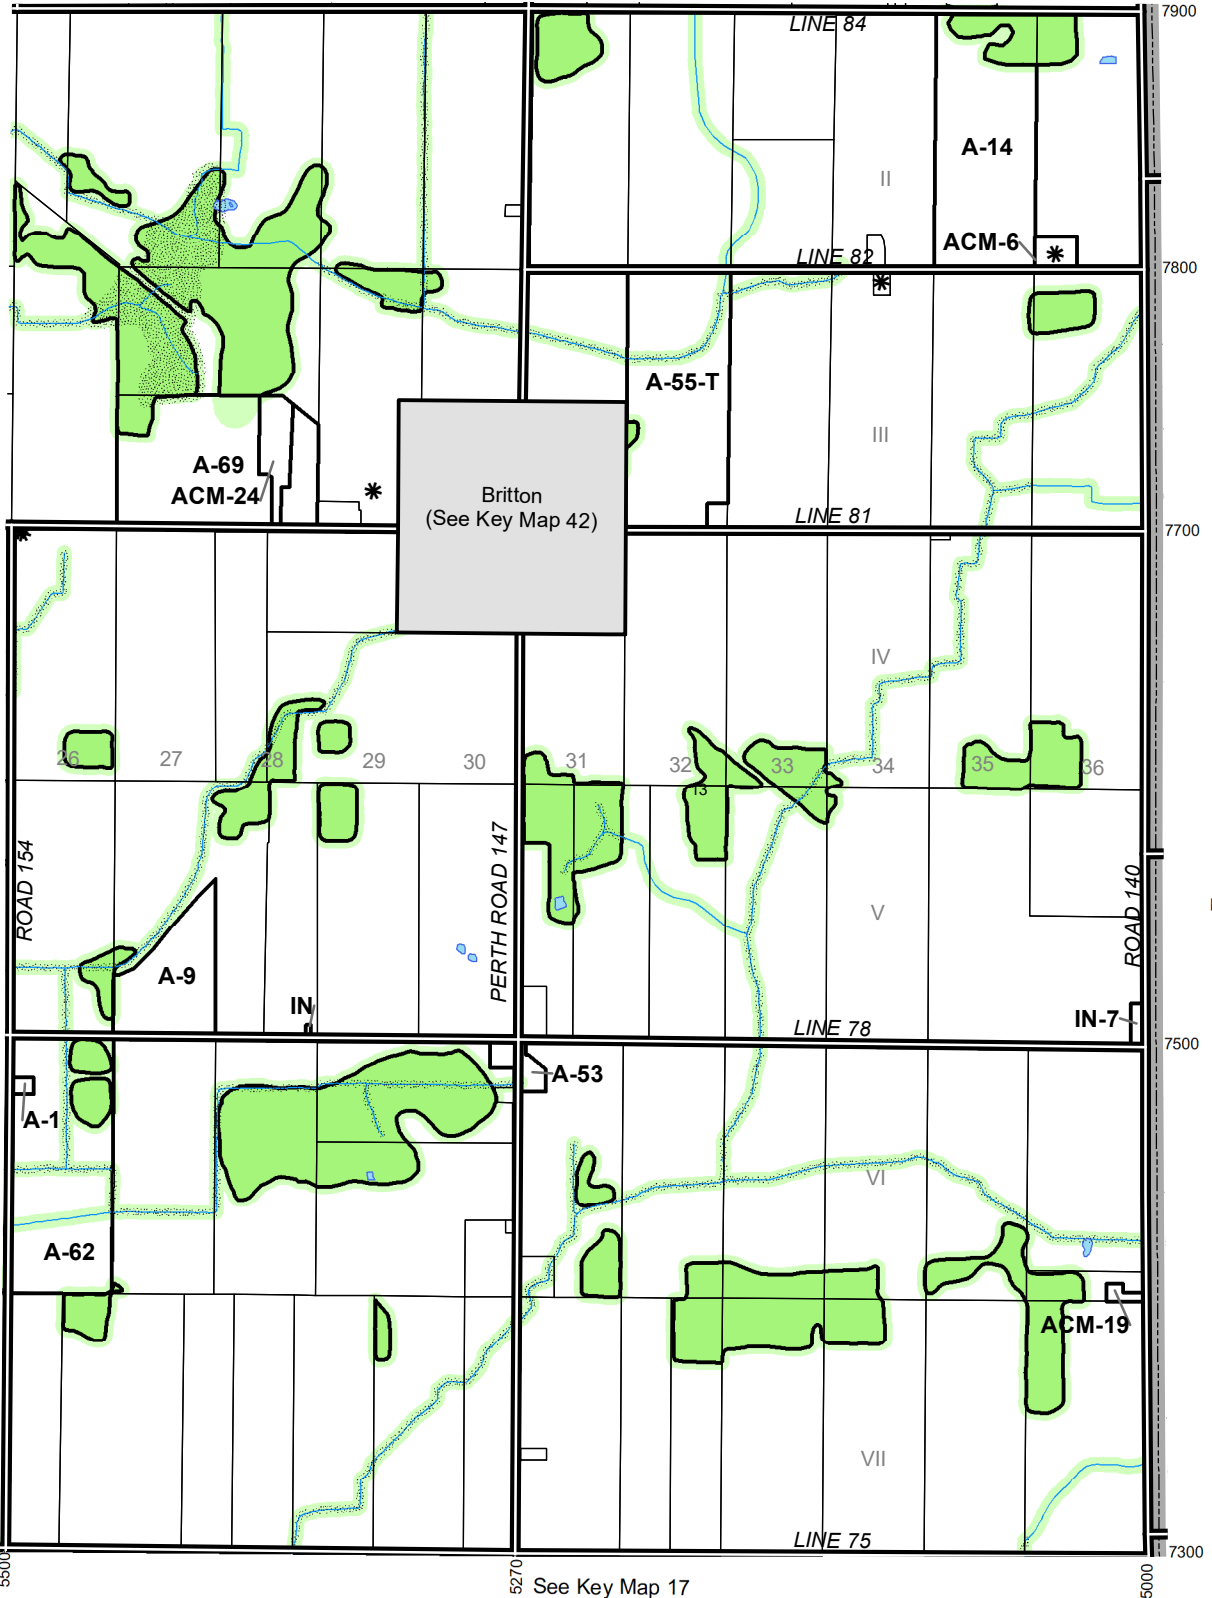 7900
LINE 84
A-14
II
ACM-6
LINE 82
7800
A-55-T
III
A-69
ACM-24
Britton
(See Key Map 42)
LINE 81
7700
IV
26
27
28
29
30
31
32
33
34
35
36
13
ROAD 154
PERTH ROAD 147
ROAD 140
V
A-9
IN
IN-7
LINE 78
7500
A-53
A-1
VI
A-62
ACM-19
VII
LINE 75
7300
5500
5270
5000
See Key Map 17